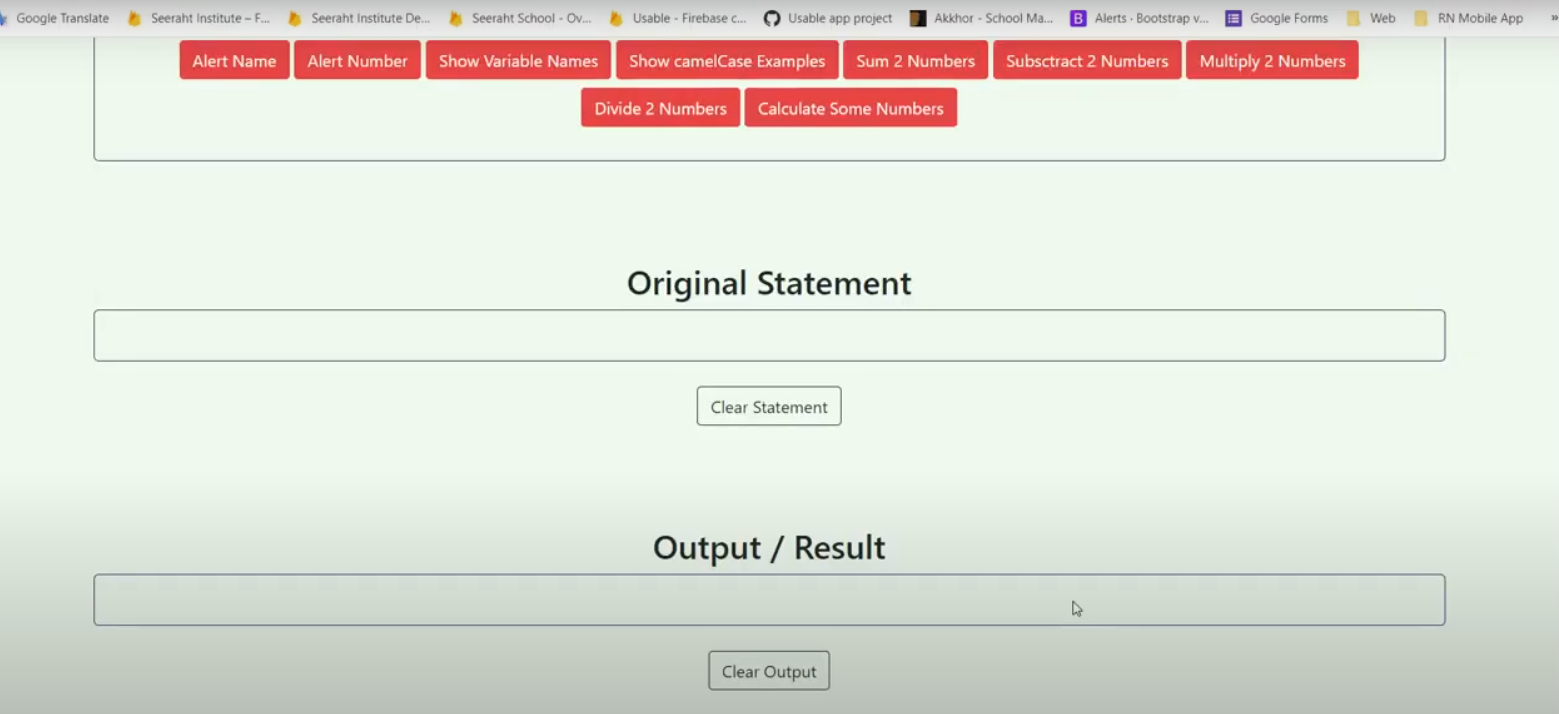 Google Translate Seeraht Institute – F... Seeraht Institute De... Seeraht School - Ov... Usable - Firebase c... Usable app project Akkhor - School Ma... B Alerts · Bootstrap v... Google Forms Web RN Mobile App »
Alert Name Alert Number Show Variable Names Show camelCase Examples Sum 2 Numbers Subsctract 2 Numbers Multiply 2 Numbers
Divide 2 Numbers Calculate Some Numbers
Original Statement
Clear Statement
Output / Result
Clear Output